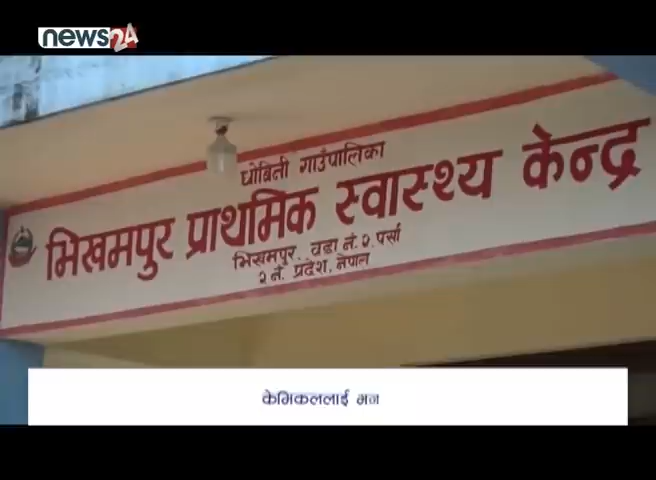 news24
धोबिनी गाउँपालिका
भिखमपुर प्राथमिक स्वास्थ्य केन्द्र
भिखमपुर, वडा नं. २, पर्सा
२ नं. प्रदेश, नेपाल
केमिकललाई भन